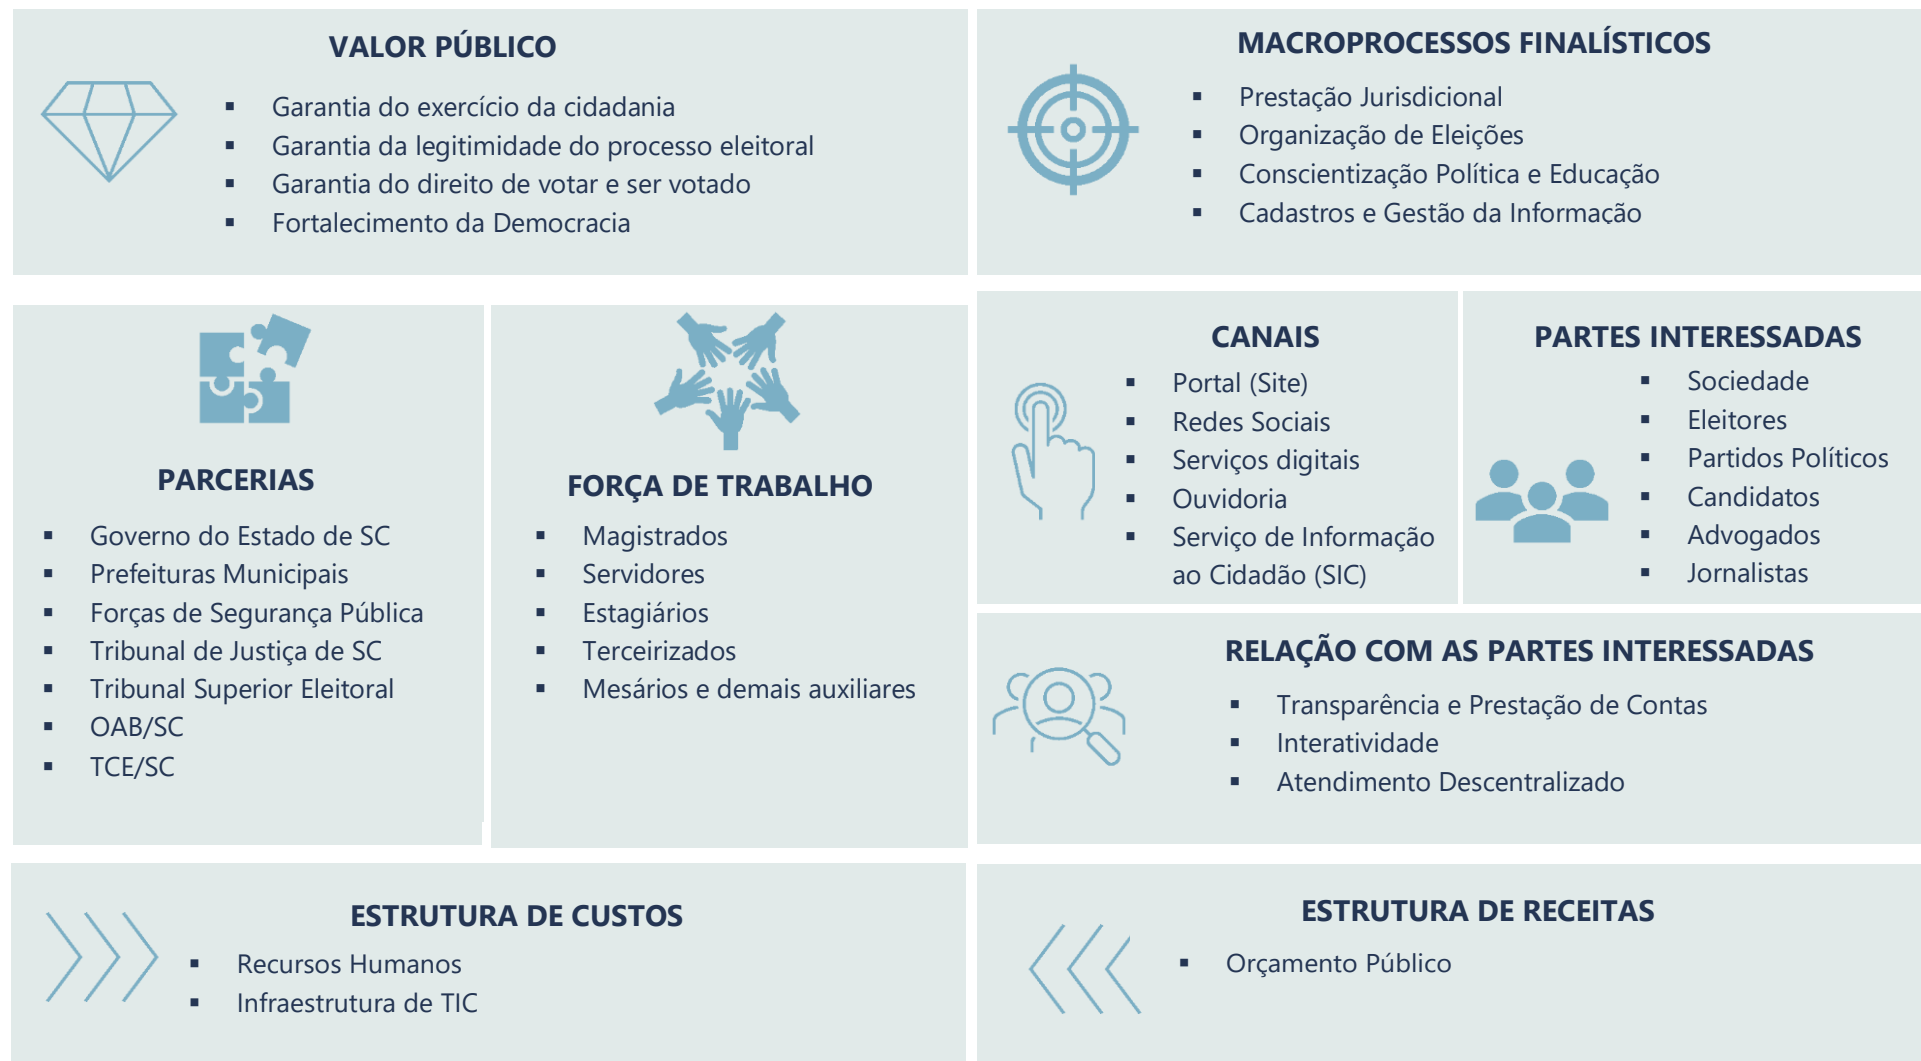 VALOR PÚBLICO
Garantia do exercício da cidadania
Garantia da legitimidade do processo eleitoral
Garantia do direito de votar e ser votado
Fortalecimento da Democracia
MACROPROCESSOS FINALÍSTICOS
Prestação Jurisdicional
Organização de Eleições
Conscientização Política e Educação
Cadastros e Gestão da Informação
PARCERIAS
Governo do Estado de SC
Prefeituras Municipais
Forças de Segurança Pública
Tribunal de Justiça de SC
Tribunal Superior Eleitoral
OAB/SC
TCE/SC
FORÇA DE TRABALHO
Magistrados
Servidores
Estagiários
Terceirizados
Mesários e demais auxiliares
CANAIS
Portal (Site)
Redes Sociais
Serviços digitais
Ouvidoria
Serviço de Informação
ao Cidadão (SIC)
PARTES INTERESSADAS
Sociedade
Eleitores
Partidos Políticos
Candidatos
Advogados
Jornalistas
RELAÇÃO COM AS PARTES INTERESSADAS
Transparência e Prestação de Contas
Interatividade
Atendimento Descentralizado
ESTRUTURA DE CUSTOS
Recursos Humanos
Infraestrutura de TIC
ESTRUTURA DE RECEITAS
Orçamento Público